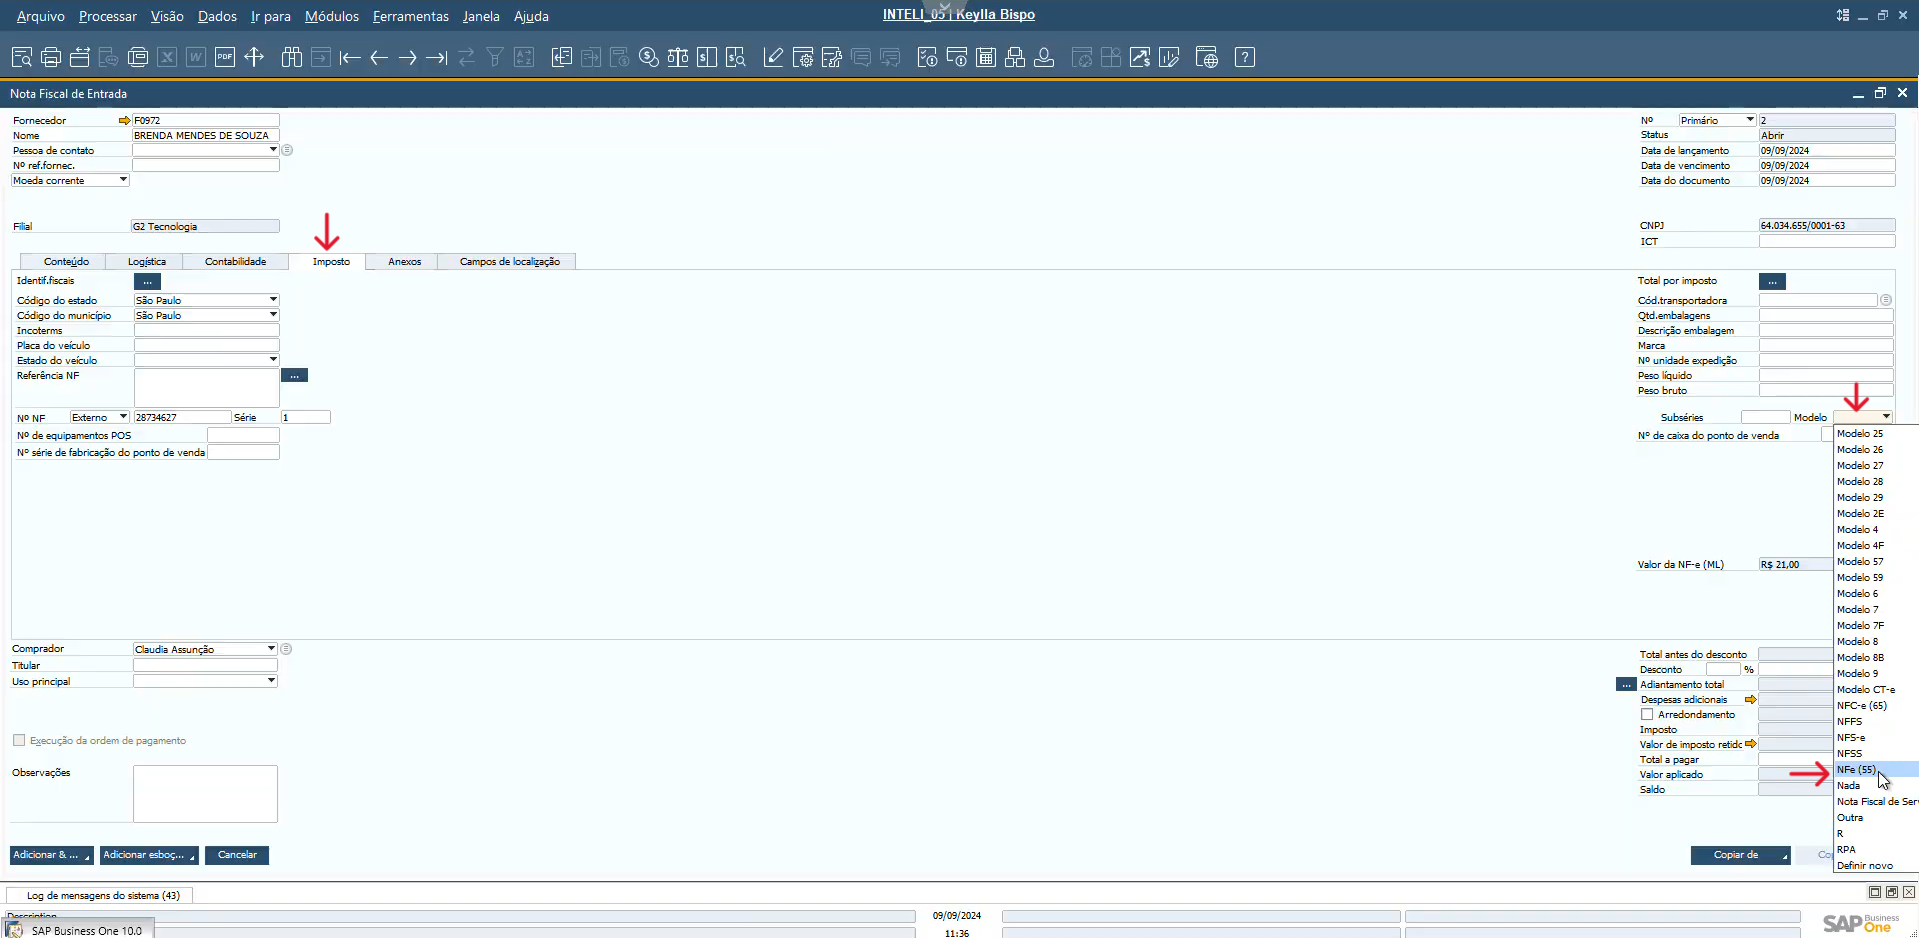 Arquivo Processar Visão Dados Ir para Módulos Ferramentas Janela Ajuda
INTELI_05 | Keylla Bispo
Nota Fiscal de Entrada
Fornecedor F0972
Nome BRENDA MENDES DE SOUZA
Pessoa de contato
Nº ref.fornec.
Moeda corrente
Filial G2 Tecnologia
Nº Primário 2
Status Abrir
Data de lançamento 09/09/2024
Data de vencimento 09/09/2024
Data do documento 09/09/2024
CNPJ 64.034.655/0001-63
ICT
Conteúdo Logística Contabilidade Imposto Anexos Campos de localização
Identif.fiscais ...
Código do estado São Paulo
Código do município São Paulo
Incoterms
Placa do veículo
Estado do veículo
Referência NF ...
Nº NF Externo 28734627 Série 1
Nº de equipamentos POS
Nº série de fabricação do ponto de venda
Total por imposto ...
Cód.transportadora
Qtd.embalagens
Descrição embalagem
Marca
Nº unidade expedição
Peso líquido
Peso bruto
Subséries Modelo
Nº de caixa do ponto de venda
Valor da NF-e (ML) R$ 21,00
Modelo 25
Modelo 26
Modelo 27
Modelo 28
Modelo 29
Modelo 2E
Modelo 4
Modelo 4F
Modelo 57
Modelo 59
Modelo 6
Modelo 7
Modelo 7F
Modelo 8
Modelo 8B
Modelo 9
Modelo CT-e
NFC-e (65)
NFFS
NFS-e
NFSS
NFe (55)
Nada
Nota Fiscal de Ser
Outra
R
RPA
Definir novo
Comprador Claudia Assunção
Titular
Uso principal
Execução da ordem de pagamento
Observações
Total antes do desconto
Desconto %
... Adiantamento total
Despesas adicionais
Arredondamento
Imposto
Valor de imposto retidc
Total a pagar
Valor aplicado
Saldo
Adicionar & ... Adicionar esboç... Cancelar
Copiar de Cop
Log de mensagens do sistema (43)
Description
09/09/2024
11:36
SAP Business One 10.0
SAP Business One